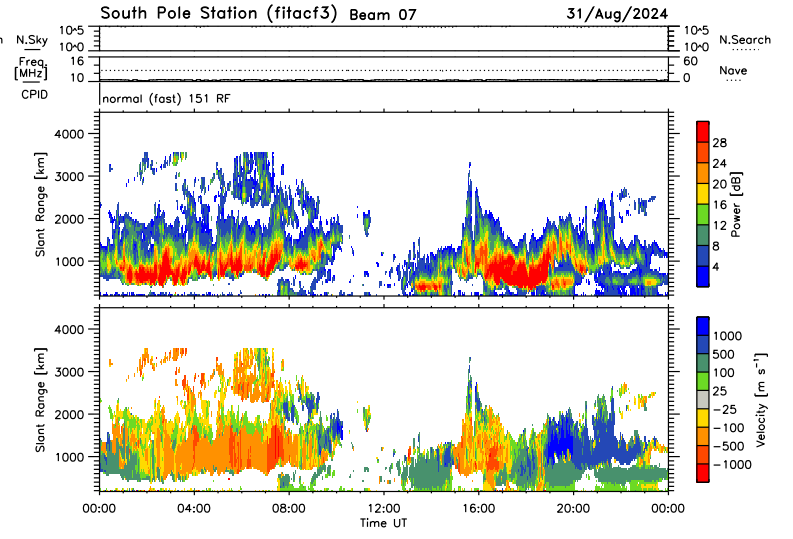 South Pole Station (fitacf3) Beam 07 31/Aug/2024
n N.Sky 10^5 10^0 10^5 10^0 N.Search
Freq. [MHz] 16 10 60 0 Nave
CPID normal (fast) 151 RF
Slant Range [km] 4000 3000 2000 1000
28 24 20 16 12 8 4 Power [dB]
Slant Range [km] 4000 3000 2000 1000
1000 500 100 25 -25 -100 -500 -1000 Velocity [m s⁻¹]
00:00 04:00 08:00 12:00 16:00 20:00 00:00
Time UT